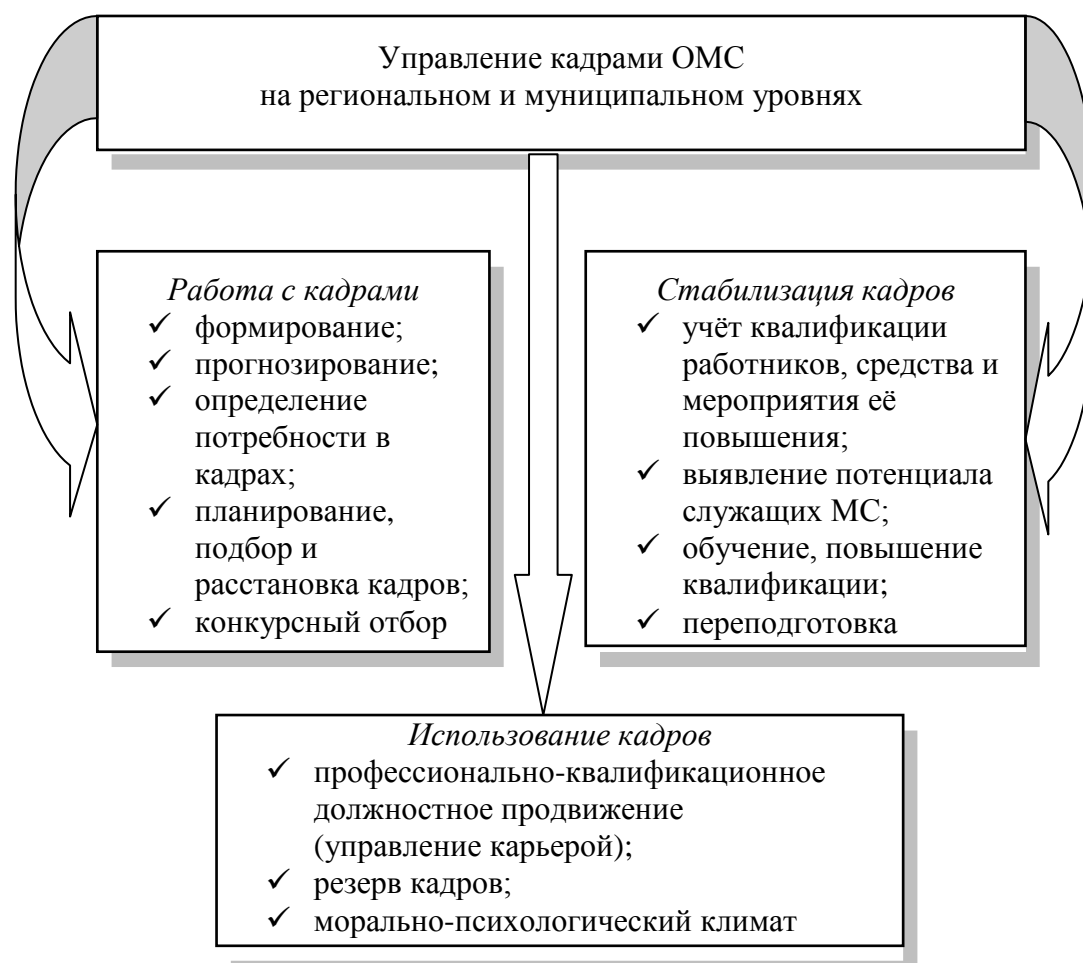 Управление кадрами ОМС
на региональном и муниципальном уровнях
Работа с кадрами
✓ формирование;
✓ прогнозирование;
✓ определение
потребности в
кадрах;
✓ планирование,
подбор и
расстановка кадров;
✓ конкурсный отбор
Стабилизация кадров
✓ учёт квалификации
работников, средства и
мероприятия её
повышения;
✓ выявление потенциала
служащих МС;
✓ обучение, повышение
квалификации;
✓ переподготовка
Использование кадров
✓ профессионально-квалификационное
должностное продвижение
(управление карьерой);
✓ резерв кадров;
✓ морально-психологический климат